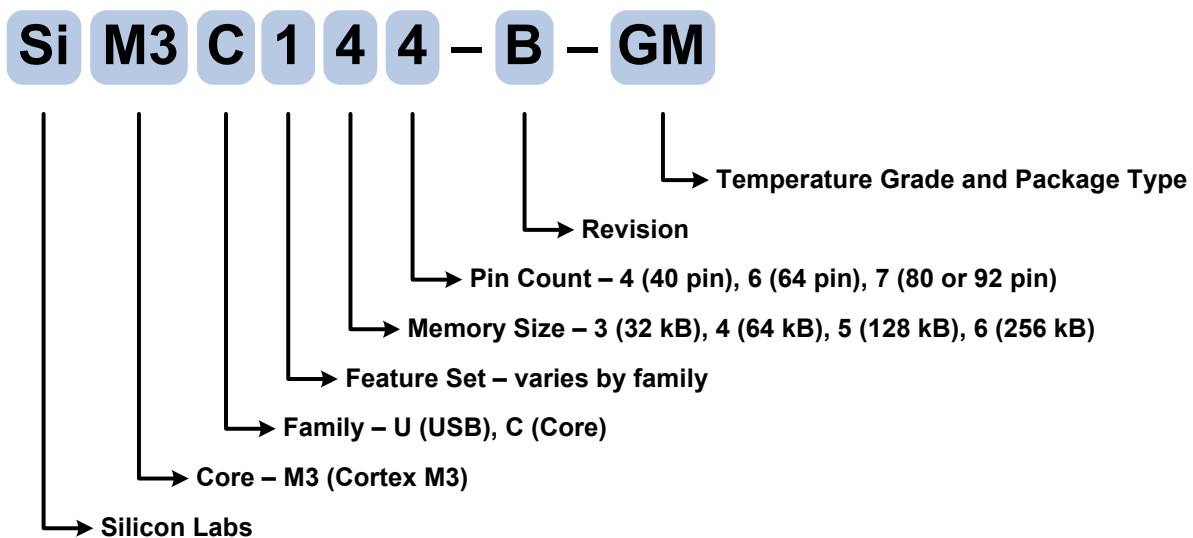 Si M3 C 1 4 4 – B – GM
Temperature Grade and Package Type
Revision
Pin Count – 4 (40 pin), 6 (64 pin), 7 (80 or 92 pin)
Memory Size – 3 (32 kB), 4 (64 kB), 5 (128 kB), 6 (256 kB)
Feature Set – varies by family
Family – U (USB), C (Core)
Core – M3 (Cortex M3)
Silicon Labs